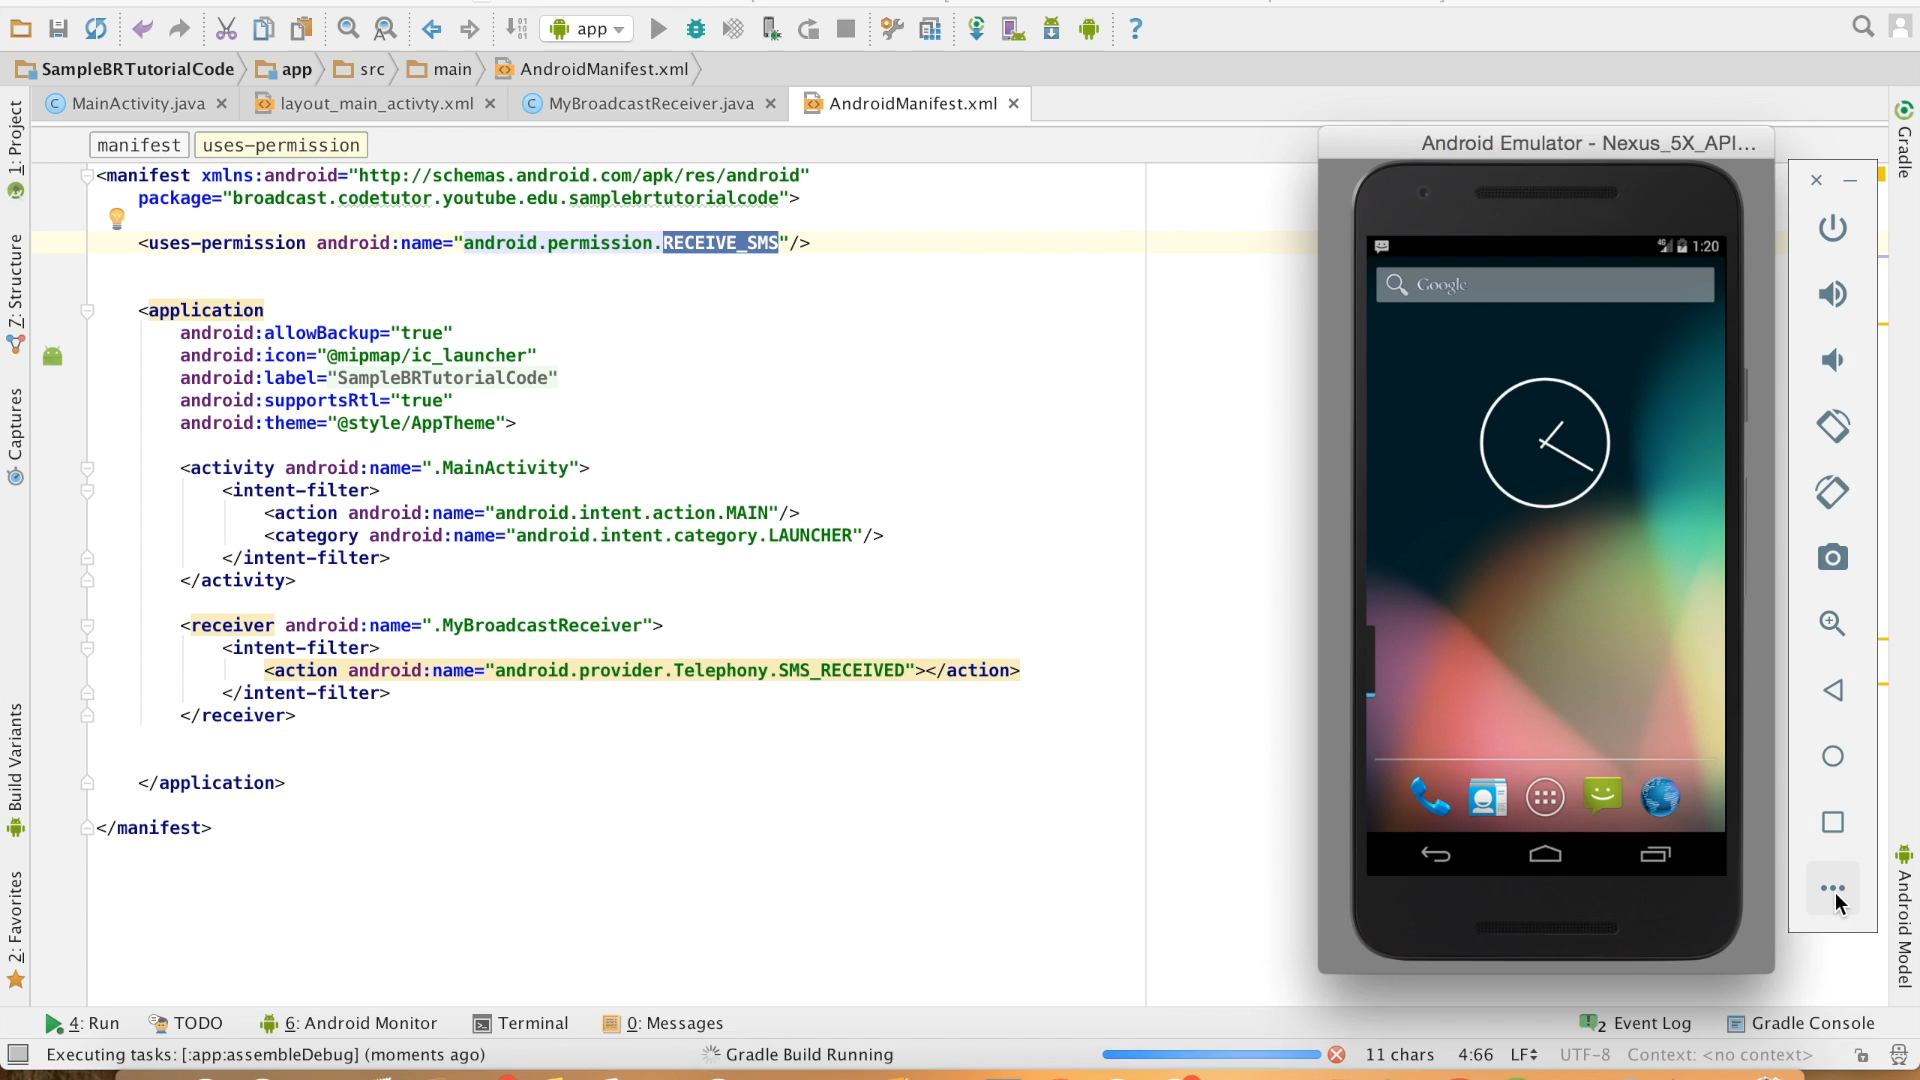 app
SampleBRTutorialCode app src main AndroidManifest.xml
MainActivity.java layout_main_activty.xml MyBroadcastReceiver.java AndroidManifest.xml
manifest uses-permission
<manifest xmlns:android="http://schemas.android.com/apk/res/android"
package="broadcast.codetutor.youtube.edu.samplebrtutorialcode">
<uses-permission android:name="android.permission.RECEIVE_SMS"/>
<application
android:allowBackup="true"
android:icon="@mipmap/ic_launcher"
android:label="SampleBRTutorialCode"
android:supportsRtl="true"
android:theme="@style/AppTheme">
<activity android:name=".MainActivity">
<intent-filter>
<action android:name="android.intent.action.MAIN"/>
<category android:name="android.intent.category.LAUNCHER"/>
</intent-filter>
</activity>
<receiver android:name=".MyBroadcastReceiver">
<intent-filter>
<action android:name="android.provider.Telephony.SMS_RECEIVED"></action>
</intent-filter>
</receiver>
</application>
</manifest>
1: Project
Z: Structure
Captures
Build Variants
2: Favorites
Android Emulator - Nexus_5X_API...
4G 1:20
Google
Gradle
Android Model
4: Run TODO 6: Android Monitor Terminal 0: Messages 2 Event Log Gradle Console
Executing tasks: [:app:assembleDebug] (moments ago) Gradle Build Running 11 chars 4:66 LF UTF-8 Context: <no context>